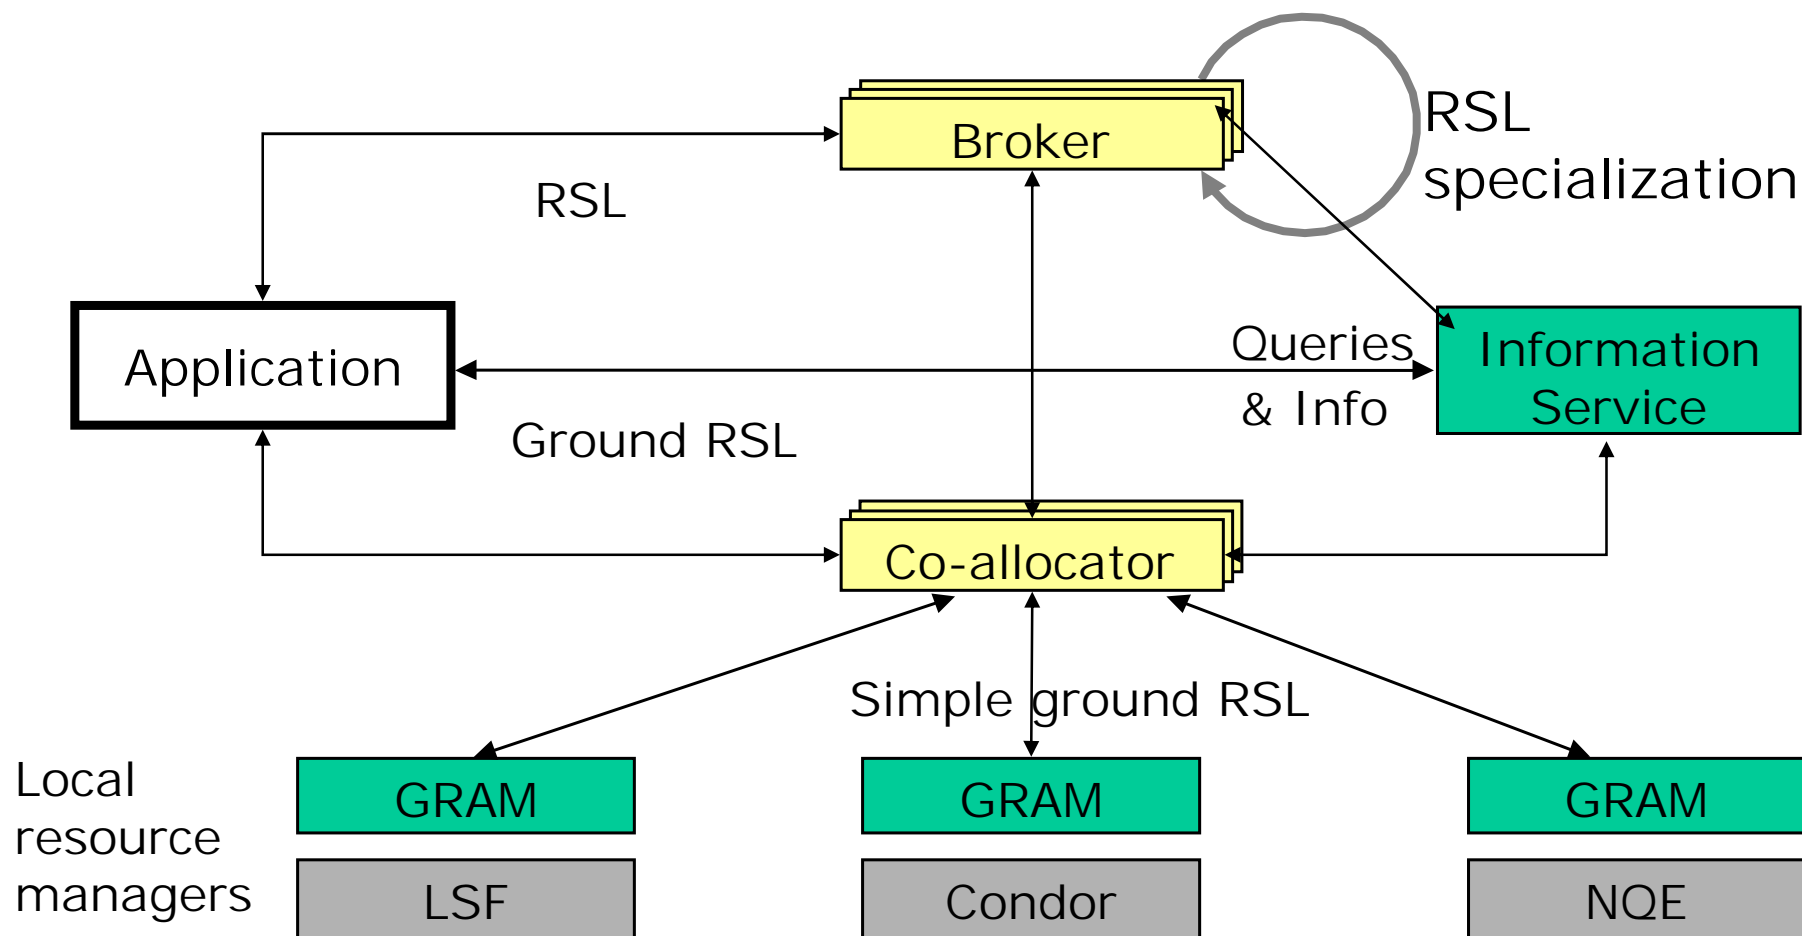 Broker
RSL
specialization
RSL
Application
Queries
& Info
Information
Service
Ground RSL
Co-allocator
Simple ground RSL
Local
resource
managers
GRAM
GRAM
GRAM
LSF
Condor
NQE